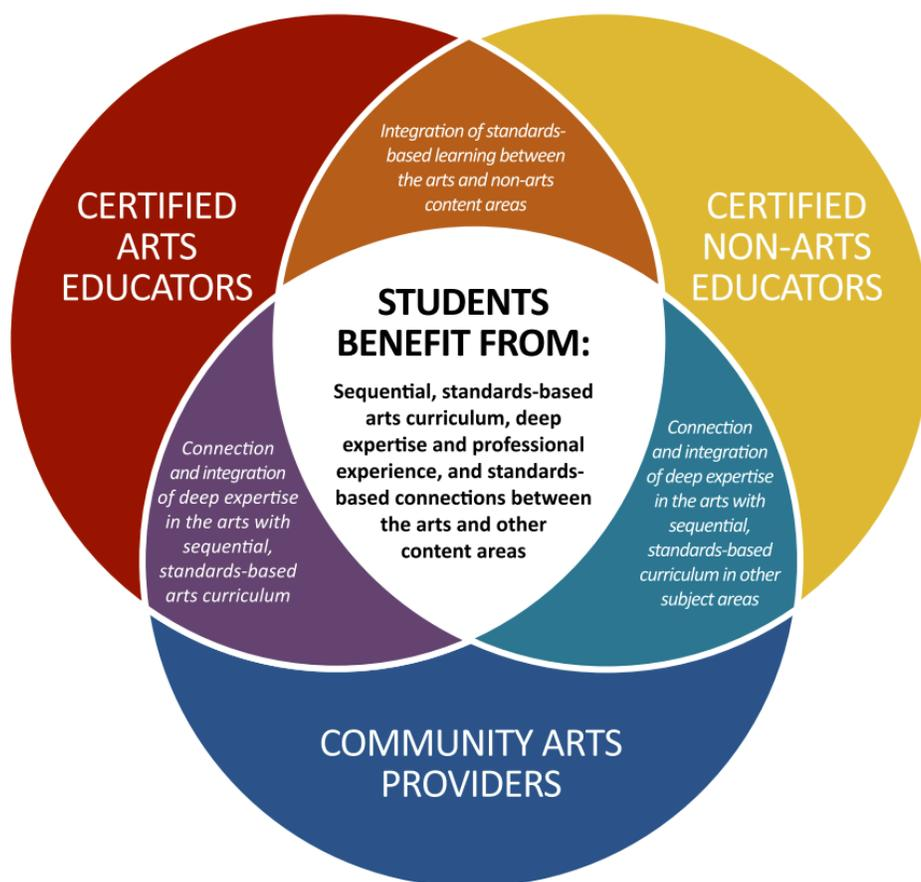 Integration of standards-
based learning between
the arts and non-arts
content areas
CERTIFIED
ARTS
EDUCATORS
CERTIFIED
NON-ARTS
EDUCATORS
STUDENTS
BENEFIT FROM:
Sequential, standards-based
arts curriculum, deep
expertise and professional
experience, and standards-
based connections between
the arts and other
content areas
Connection
and integration
of deep expertise
in the arts with
sequential,
standards-based
arts curriculum
Connection
and integration
of deep expertise
in the arts with
sequential,
standards-based
curriculum in other
subject areas
COMMUNITY ARTS
PROVIDERS